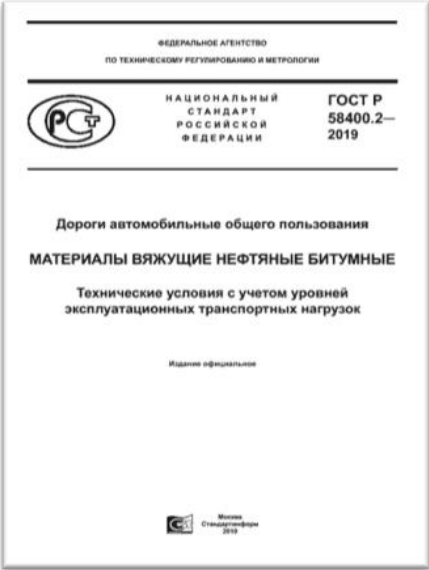 ФЕДЕРАЛЬНОЕ АГЕНТСТВО
ПО ТЕХНИЧЕСКОМУ РЕГУЛИРОВАНИЮ И МЕТРОЛОГИИ
РСТ
НАЦИОНАЛЬНЫЙ
СТАНДАРТ
РОССИЙСКОЙ
ФЕДЕРАЦИИ
ГОСТ Р
58400.2—
2019
Дороги автомобильные общего пользования
МАТЕРИАЛЫ ВЯЖУЩИЕ НЕФТЯНЫЕ БИТУМНЫЕ
Технические условия с учетом уровней
эксплуатационных транспортных нагрузок
Издание официальное
Москва
Стандартинформ
2019